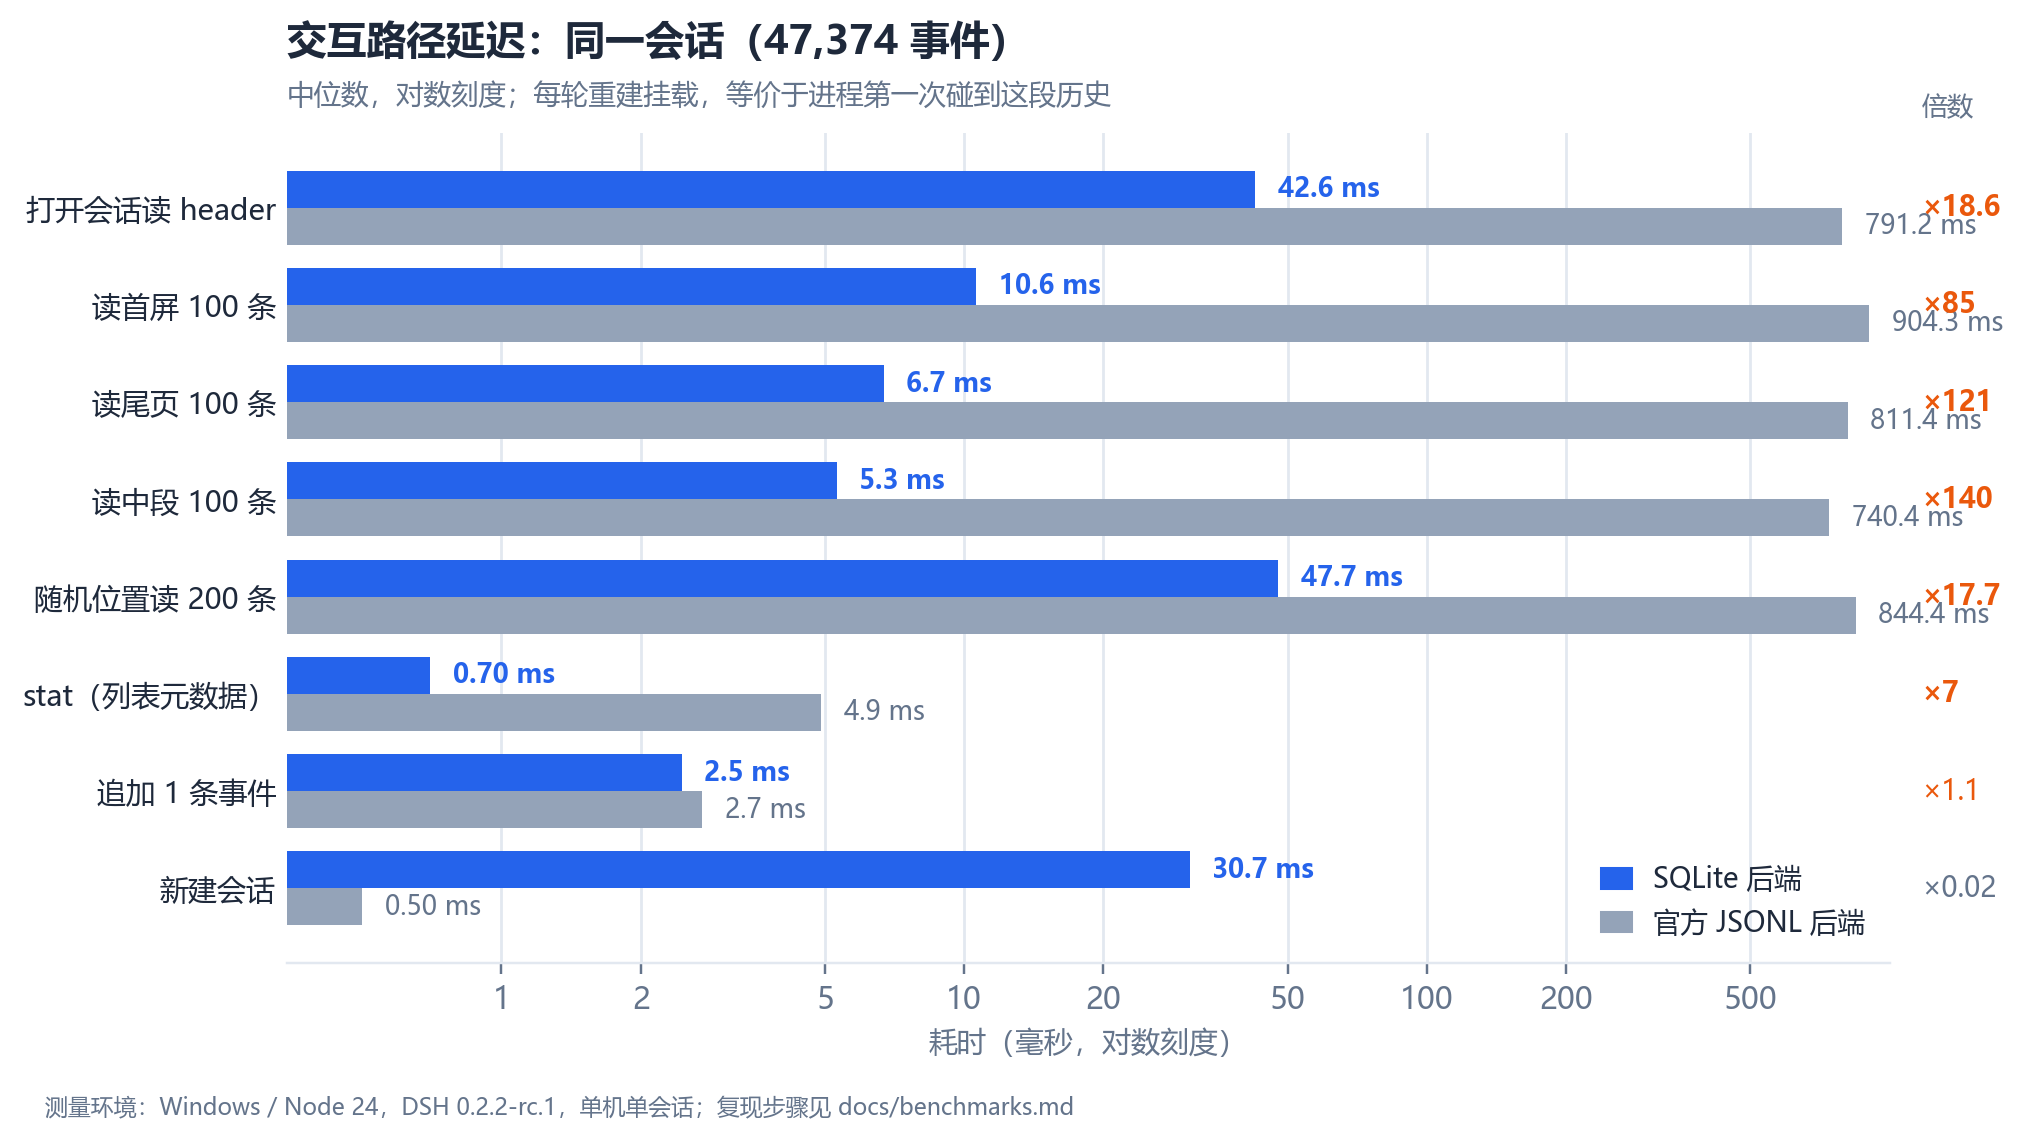 交互路径延迟：同一会话（47,374 事件）
中位数，对数刻度；每轮重建挂载，等价于进程第一次碰到这段历史
倍数
打开会话读 header
42.6 ms
791.2 ms
×18.6
读首屏 100 条
10.6 ms
904.3 ms
×85
读尾页 100 条
6.7 ms
811.4 ms
×121
读中段 100 条
5.3 ms
740.4 ms
×140
随机位置读 200 条
47.7 ms
844.4 ms
×17.7
stat（列表元数据）
0.70 ms
4.9 ms
×7
追加 1 条事件
2.5 ms
2.7 ms
×1.1
新建会话
30.7 ms
0.50 ms
×0.02
SQLite 后端
官方 JSONL 后端
1 2 5 10 20 50 100 200 500
耗时（毫秒，对数刻度）
测量环境：Windows / Node 24，DSH 0.2.2-rc.1，单机单会话；复现步骤见 docs/benchmarks.md